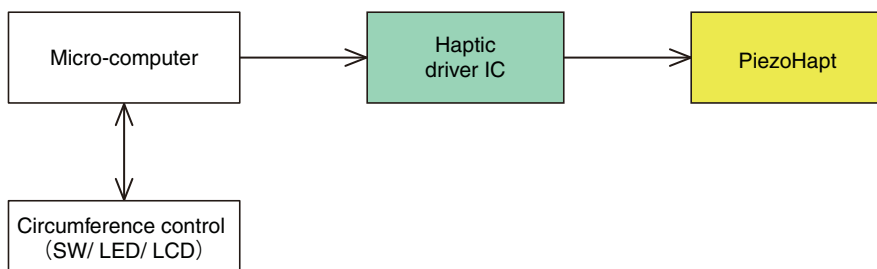 Micro-computer
Haptic
driver IC
PiezoHapt
Circumference control
（SW/ LED/ LCD）